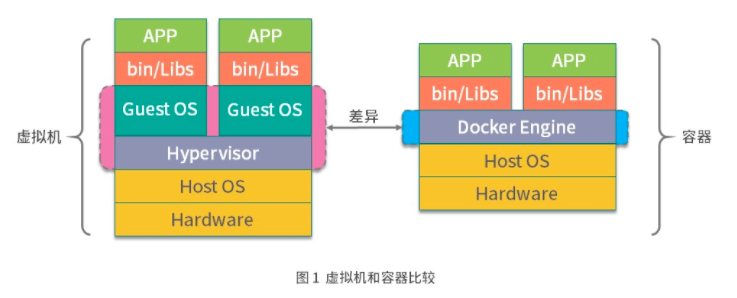 APP
APP
bin/Libs
bin/Libs
Guest OS
Guest OS
Hypervisor
Host OS
Hardware
虚拟机
差异
APP
APP
bin/Libs
bin/Libs
Docker Engine
Host OS
Hardware
容器
图 1 虚拟机和容器比较